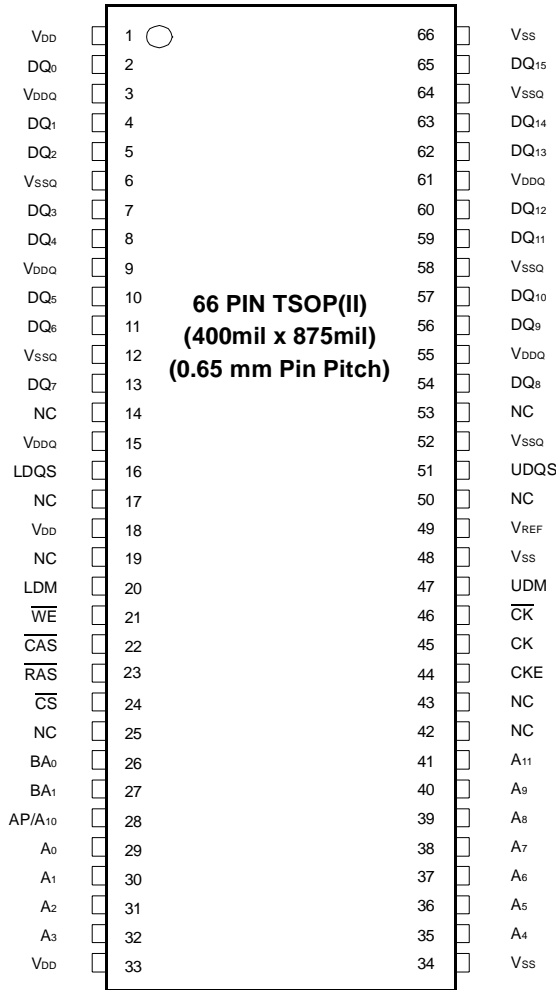 VDD 1 66 VSS
DQ0 2 65 DQ15
VDDQ 3 64 VSSQ
DQ1 4 63 DQ14
DQ2 5 62 DQ13
VSSQ 6 61 VDDQ
DQ3 7 60 DQ12
DQ4 8 59 DQ11
VDDQ 9 58 VSSQ
DQ5 10 57 DQ10
DQ6 11 56 DQ9
VSSQ 12 55 VDDQ
DQ7 13 54 DQ8
NC 14 53 NC
VDDQ 15 52 VSSQ
LDQS 16 51 UDQS
NC 17 50 NC
VDD 18 49 VREF
NC 19 48 VSS
LDM 20 47 UDM
W̅E̅ 21 46 C̅K̅
C̅A̅S̅ 22 45 CK
R̅A̅S̅ 23 44 CKE
C̅S̅ 24 43 NC
NC 25 42 NC
BA0 26 41 A11
BA1 27 40 A9
AP/A10 28 39 A8
A0 29 38 A7
A1 30 37 A6
A2 31 36 A5
A3 32 35 A4
VDD 33 34 VSS
66 PIN TSOP(II)
(400mil x 875mil)
(0.65 mm Pin Pitch)